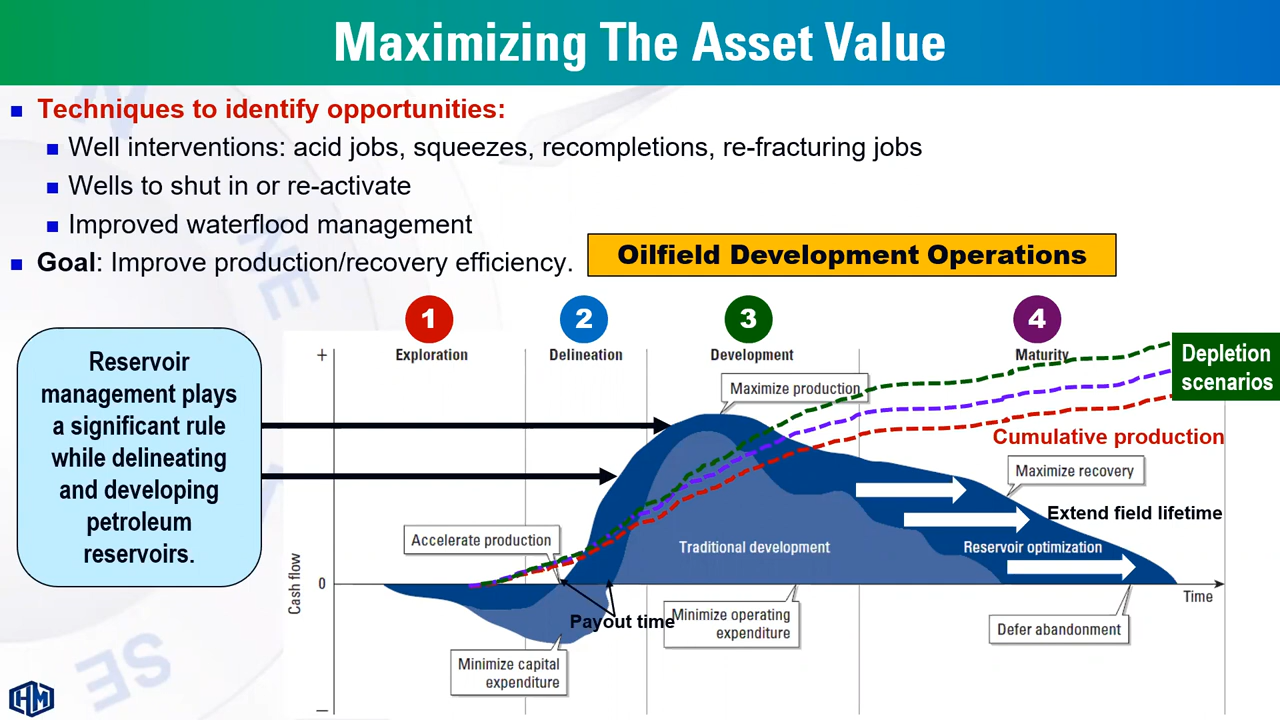 Maximizing The Asset Value
Techniques to identify opportunities:
Well interventions: acid jobs, squeezes, recompletions, re-fracturing jobs
Wells to shut in or re-activate
Improved waterflood management
Goal: Improve production/recovery efficiency.
Oilfield Development Operations
1
2
3
4
Exploration
Delineation
Development
Maturity
Reservoir
management plays
a significant rule
while delineating
and developing
petroleum
reservoirs.
+
Maximize production
Depletion
scenarios
Cumulative production
Maximize recovery
Extend field lifetime
Accelerate production
Traditional development
Reservoir optimization
Cash flow
0
Time
Payout time
Minimize operating
expenditure
Defer abandonment
Minimize capital
expenditure
–
NE
SE
HM